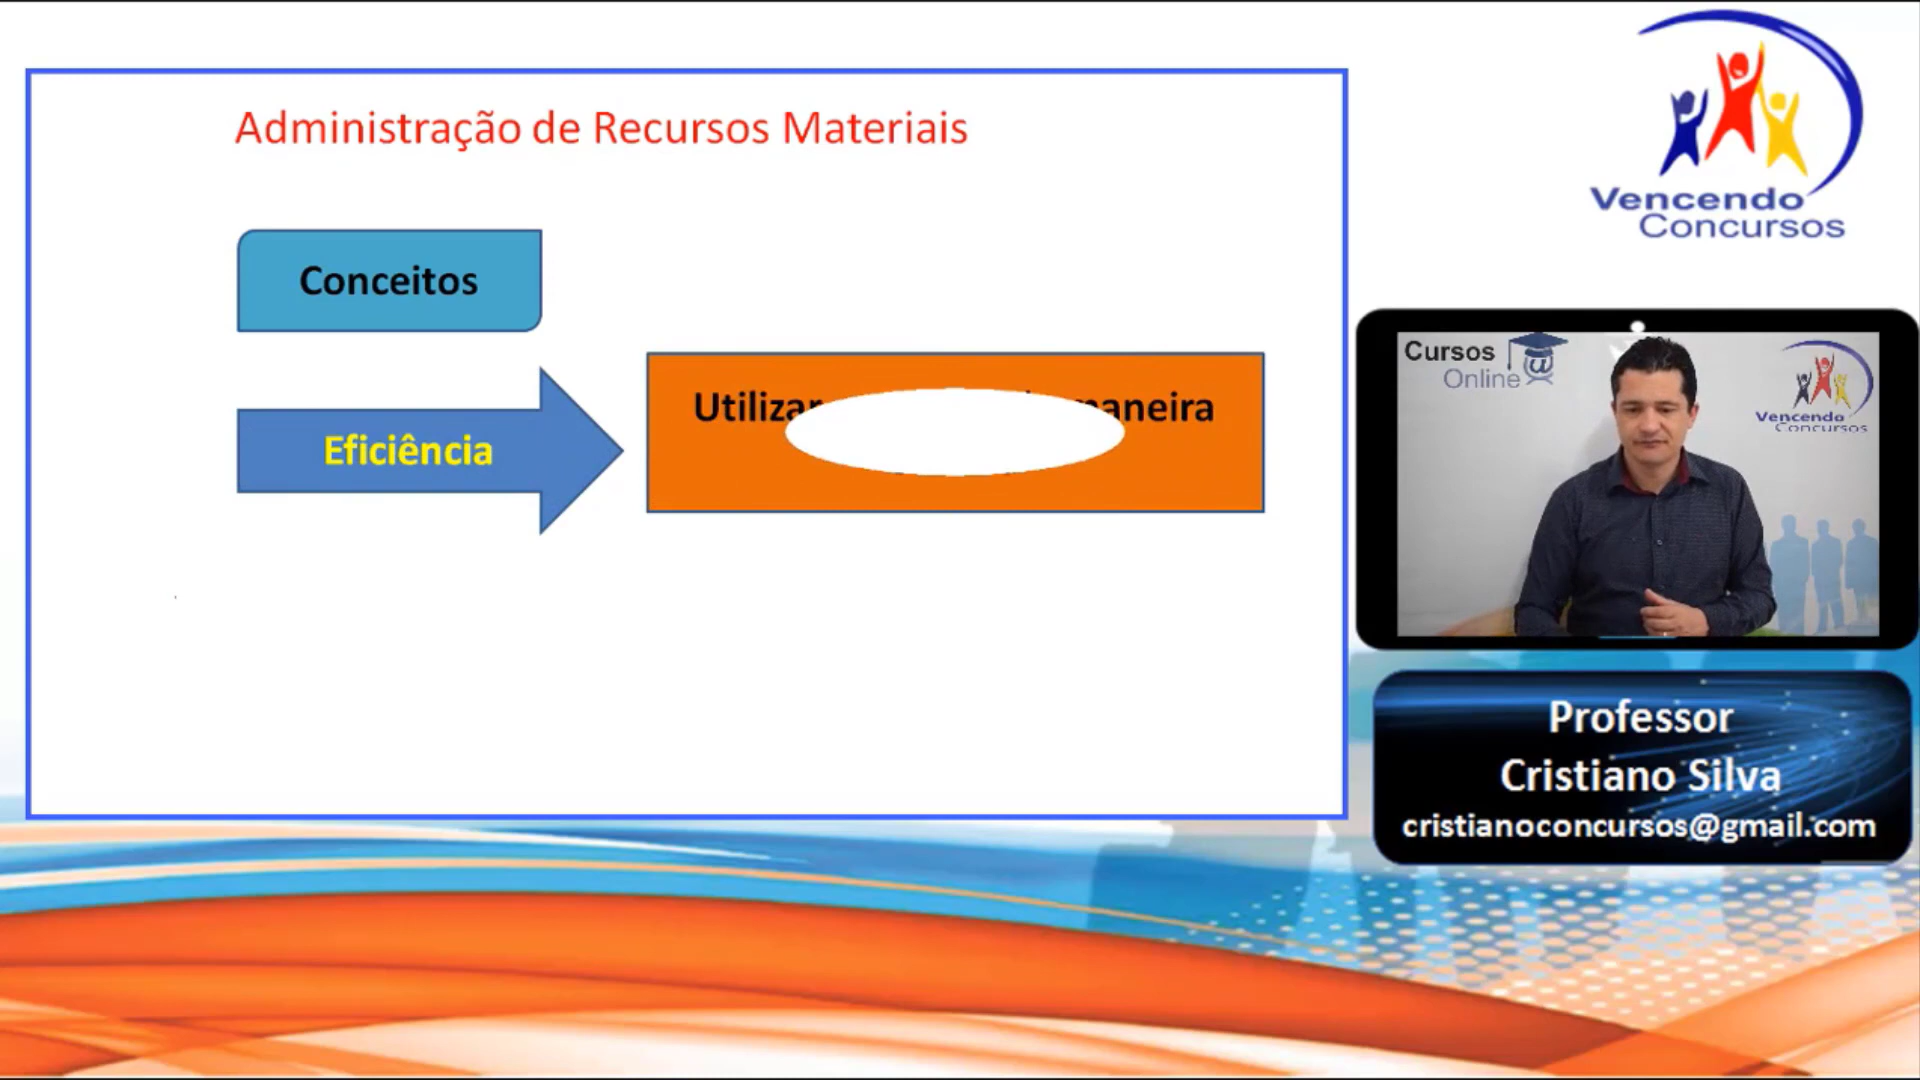 Administração de Recursos Materiais
Conceitos
Eficiência
Utilizar maneira
Vencendo
Concursos
Cursos
Online
Vencendo
Concursos
Professor
Cristiano Silva
cristianoconcursos@gmail.com